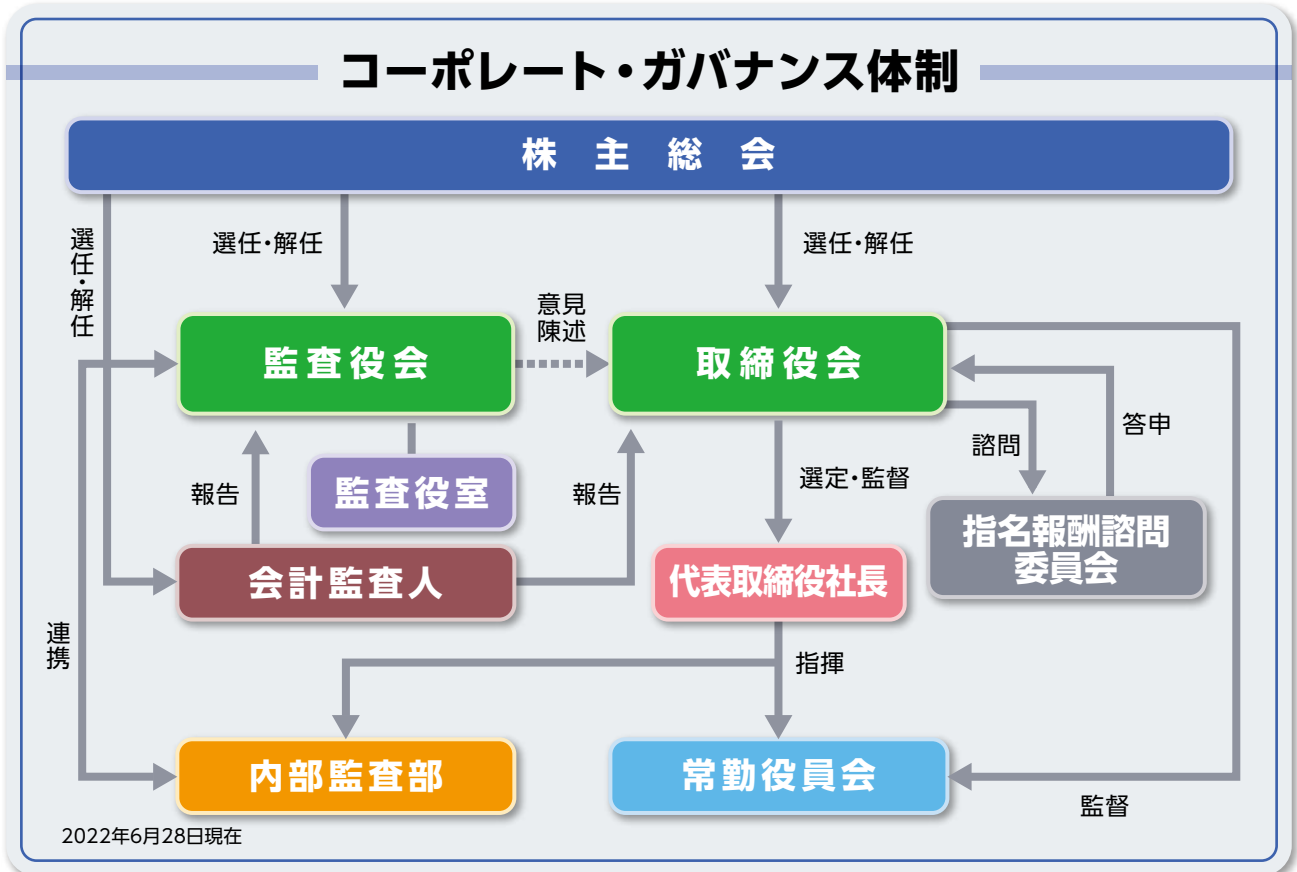 コーポレート・ガバナンス体制
株主総会
選任・解任
選任・解任
選任・解任
意見
陳述
監査役会
取締役会
答申
諮問
選定・監督
報告
監査役室
報告
指名報酬諮問
委員会
会計監査人
代表取締役社長
連携
指揮
内部監査部
常勤役員会
監督
2022年6月28日現在